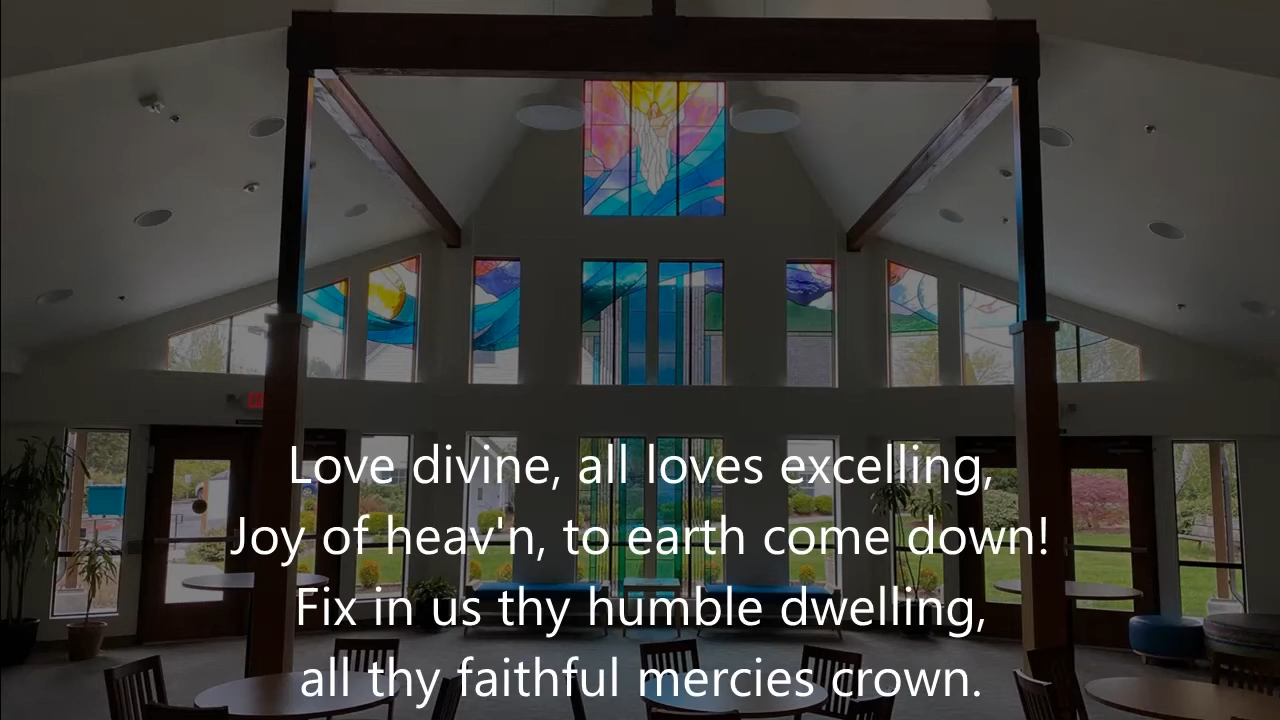 Love divine, all loves excelling,
Joy of heav'n, to earth come down!
Fix in us thy humble dwelling,
all thy faithful mercies crown.